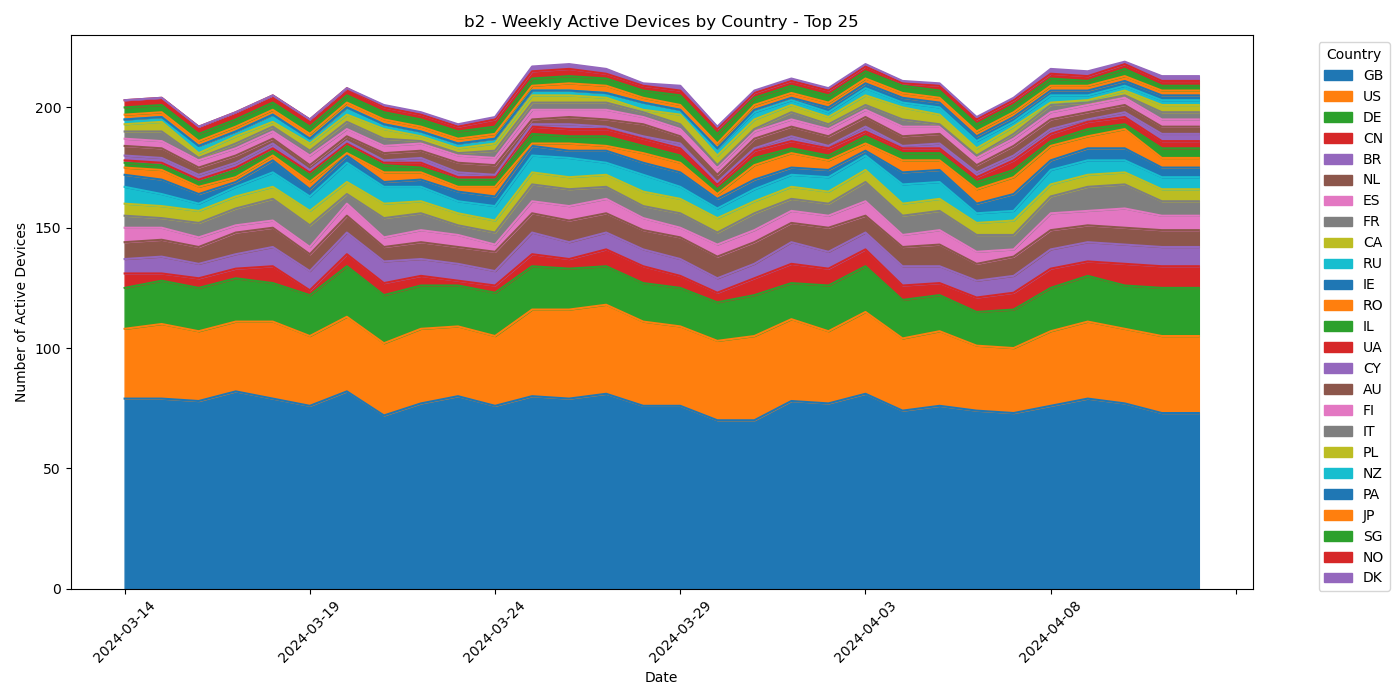 b2 - Weekly Active Devices by Country - Top 25
Number of Active Devices
200
150
100
50
0
2024-03-14
2024-03-19
2024-03-24
2024-03-29
2024-04-03
2024-04-08
Date
Country
GB
US
DE
CN
BR
NL
ES
FR
CA
RU
IE
RO
IL
UA
CY
AU
FI
IT
PL
NZ
PA
JP
SG
NO
DK